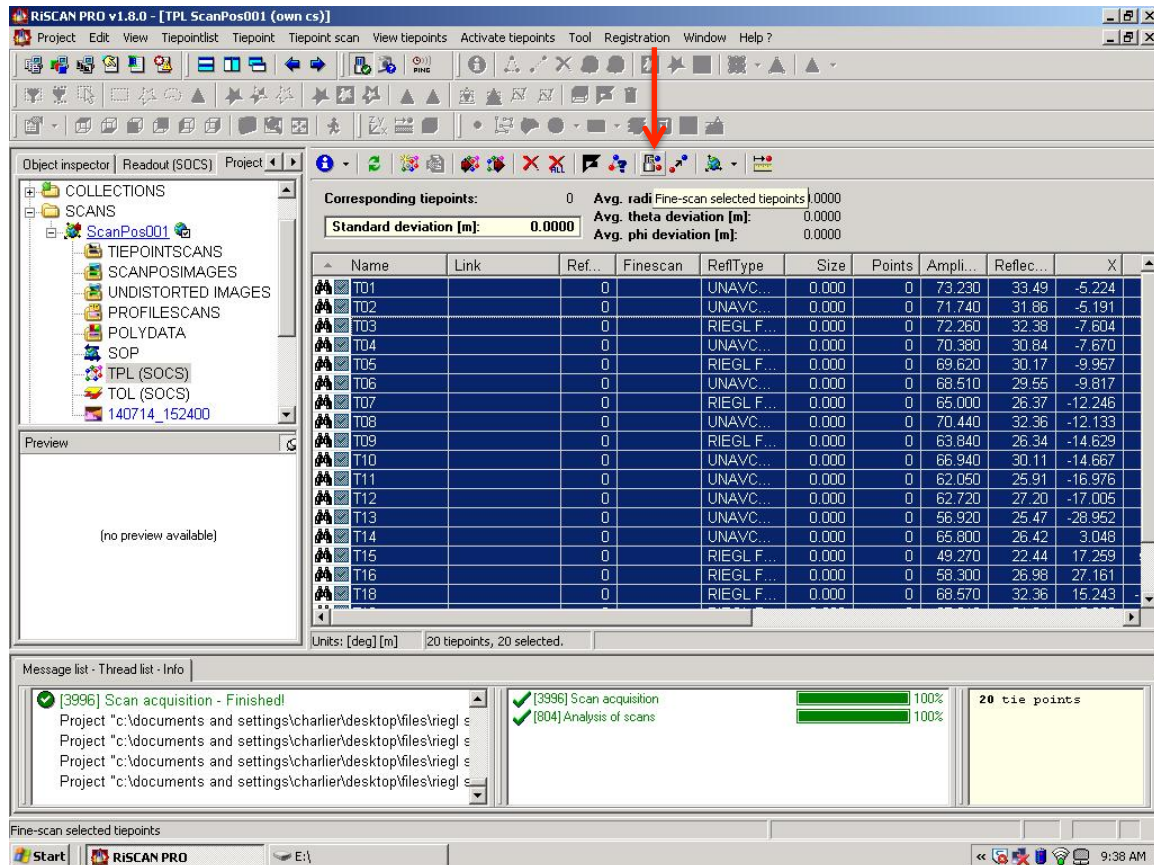 RiSCAN PRO v1.8.0 - [TPL ScanPos001 (own cs)]
Project Edit View Tiepointlist Tiepoint Tiepoint scan View tiepoints Activate tiepoints Tool Registration Window Help ?
PING
Object inspector Readout (SOCS) Project
COLLECTIONS
SCANS
ScanPos001
TIEPOINTSCANS
SCANPOSIMAGES
UNDISTORTED IMAGES
PROFILESCANS
POLYDATA
SOP
TPL (SOCS)
TOL (SOCS)
140714_152400
Preview
(no preview available)
ALL
Corresponding tiepoints: 0 Avg. radi
Fine-scan selected tiepoints
.0000
Standard deviation [m]: 0.0000
Avg. theta deviation [m]: 0.0000
Avg. phi deviation [m]: 0.0000
Name Link Ref... Finescan ReflType Size Points Ampli... Reflec... X
T01 0 UNAVC... 0.000 0 73.230 33.49 -5.224
T02 0 UNAVC... 0.000 0 71.740 31.86 -5.191
T03 0 RIEGL F... 0.000 0 72.260 32.38 -7.604
T04 0 UNAVC... 0.000 0 70.380 30.84 -7.670
T05 0 RIEGL F... 0.000 0 69.620 30.17 -9.957
T06 0 UNAVC... 0.000 0 68.510 29.55 -9.817
T07 0 RIEGL F... 0.000 0 65.000 26.37 -12.246
T08 0 UNAVC... 0.000 0 70.440 32.36 -12.133
T09 0 RIEGL F... 0.000 0 63.840 26.34 -14.629
T10 0 UNAVC... 0.000 0 66.940 30.11 -14.667
T11 0 UNAVC... 0.000 0 62.050 25.91 -16.976
T12 0 UNAVC... 0.000 0 62.720 27.20 -17.005
T13 0 UNAVC... 0.000 0 56.920 25.47 -28.952
T14 0 UNAVC... 0.000 0 65.800 26.42 3.048
T15 0 RIEGL F... 0.000 0 49.270 22.44 17.259
T16 0 RIEGL F... 0.000 0 58.300 26.98 27.161
T18 0 RIEGL F... 0.000 0 68.570 32.36 15.243
Units: [deg] [m] 20 tiepoints, 20 selected.
Message list - Thread list - Info
[3996] Scan acquisition - Finished!
Project "c:\documents and settings\charlier\desktop\files\riegl s
Project "c:\documents and settings\charlier\desktop\files\riegl s
Project "c:\documents and settings\charlier\desktop\files\riegl s
Project "c:\documents and settings\charlier\desktop\files\riegl s
[3996] Scan acquisition 100%
[804] Analysis of scans 100%
20 tie points
Fine-scan selected tiepoints
Start RiSCAN PRO E:\ 9:38 AM